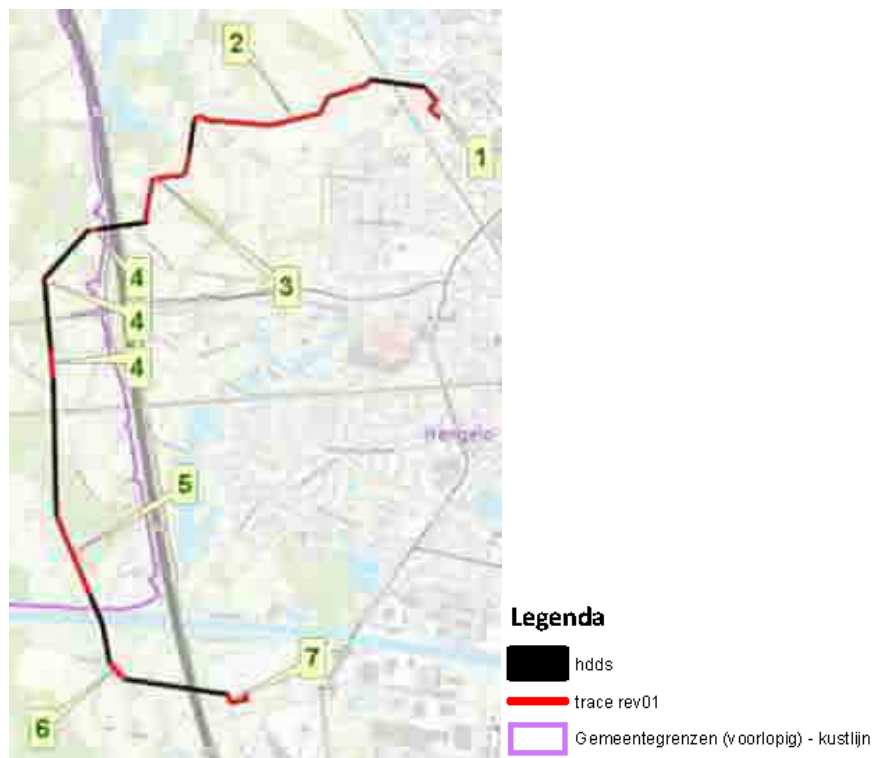 2
1
3
4
4
4
Hengelo
5
7
6
Legenda
hdds
trace rev01
Gemeentegrenzen (voorlopig) - kustlijn